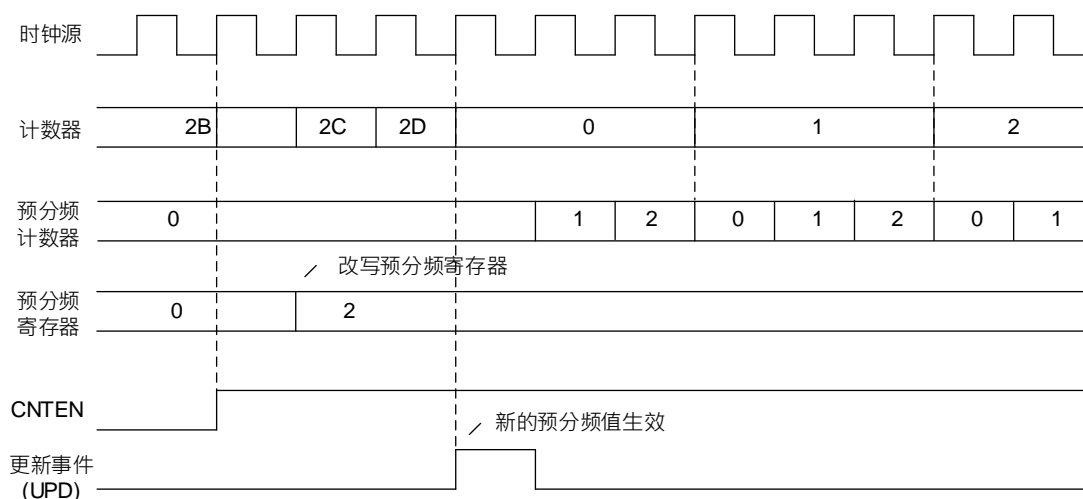 时钟源
计数器 2B 2C 2D 0 1 2
预分频
计数器
0 1 2 0 1 2 0 1
改写预分频寄存器
预分频
寄存器
0 2
CNTEN
新的预分频值生效
更新事件
(UPD)